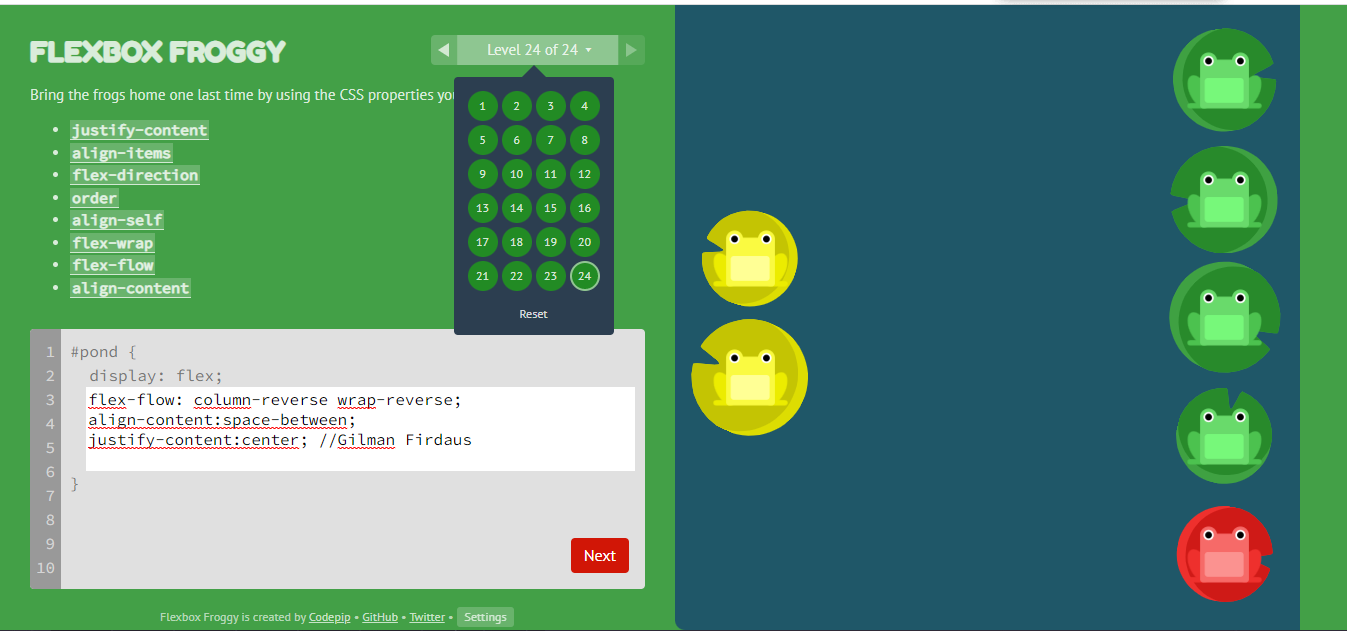 FLEXBOX FROGGY
◀ Level 24 of 24 ▾ ▶
Bring the frogs home one last time by using the CSS properties
• justify-content
• align-items
• flex-direction
• order
• align-self
• flex-wrap
• flex-flow
• align-content
1 2 3 4
5 6 7 8
9 10 11 12
13 14 15 16
17 18 19 20
21 22 23 24
Reset
1 #pond {
2 display: flex;
3 flex-flow: column-reverse wrap-reverse;
4 align-content:space-between;
5 justify-content:center; //Gilman Firdaus
6 }
7
8
9
10
Next
Flexbox Froggy is created by Codepip • GitHub • Twitter • Settings